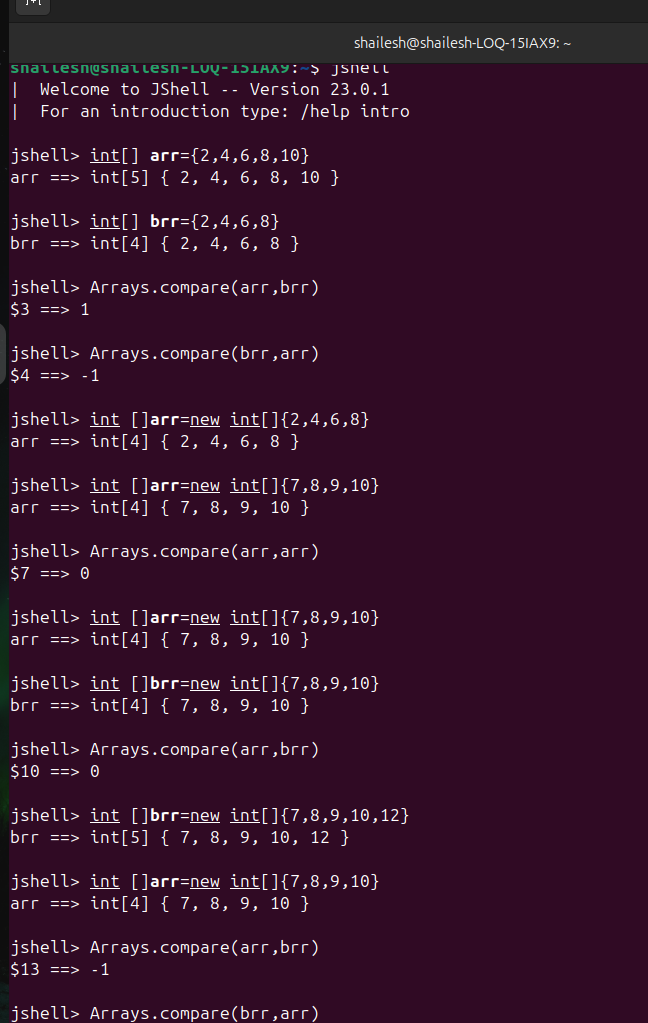 shailesh@shailesh-LOQ-15IAX9: ~
shailesh@shailesh-LOQ-15IAX9:~$ jshell
|  Welcome to JShell -- Version 23.0.1
|  For an introduction type: /help intro
jshell> int[] arr={2,4,6,8,10}
arr ==> int[5] { 2, 4, 6, 8, 10 }
jshell> int[] brr={2,4,6,8}
brr ==> int[4] { 2, 4, 6, 8 }
jshell> Arrays.compare(arr,brr)
$3 ==> 1
jshell> Arrays.compare(brr,arr)
$4 ==> -1
jshell> int []arr=new int[]{2,4,6,8}
arr ==> int[4] { 2, 4, 6, 8 }
jshell> int []arr=new int[]{7,8,9,10}
arr ==> int[4] { 7, 8, 9, 10 }
jshell> Arrays.compare(arr,arr)
$7 ==> 0
jshell> int []arr=new int[]{7,8,9,10}
arr ==> int[4] { 7, 8, 9, 10 }
jshell> int []brr=new int[]{7,8,9,10}
brr ==> int[4] { 7, 8, 9, 10 }
jshell> Arrays.compare(arr,brr)
$10 ==> 0
jshell> int []brr=new int[]{7,8,9,10,12}
brr ==> int[5] { 7, 8, 9, 10, 12 }
jshell> int []arr=new int[]{7,8,9,10}
arr ==> int[4] { 7, 8, 9, 10 }
jshell> Arrays.compare(arr,brr)
$13 ==> -1
jshell> Arrays.compare(brr,arr)